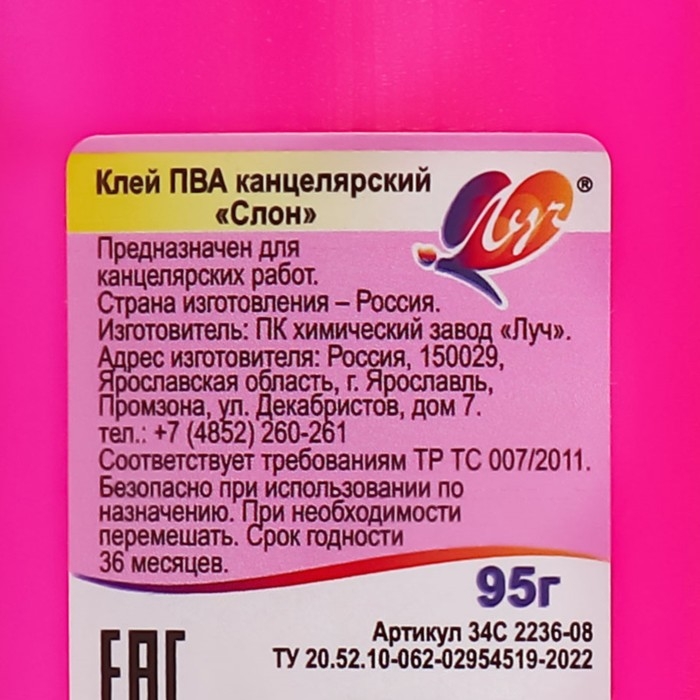 Клей ПВА канцелярский
«Слон»
Луч®
Предназначен для
канцелярских работ.
Страна изготовления – Россия.
Изготовитель: ПК химический завод «Луч».
Адрес изготовителя: Россия, 150029,
Ярославская область, г. Ярославль,
Промзона, ул. Декабристов, дом 7.
тел.: +7 (4852) 260-261
Соответствует требованиям ТР ТС 007/2011.
Безопасно при использовании по
назначению. При необходимости
перемешать. Срок годности
36 месяцев.
95г
Артикул 34С 2236-08
ТУ 20.52.10-062-02954519-2022
ЕАС